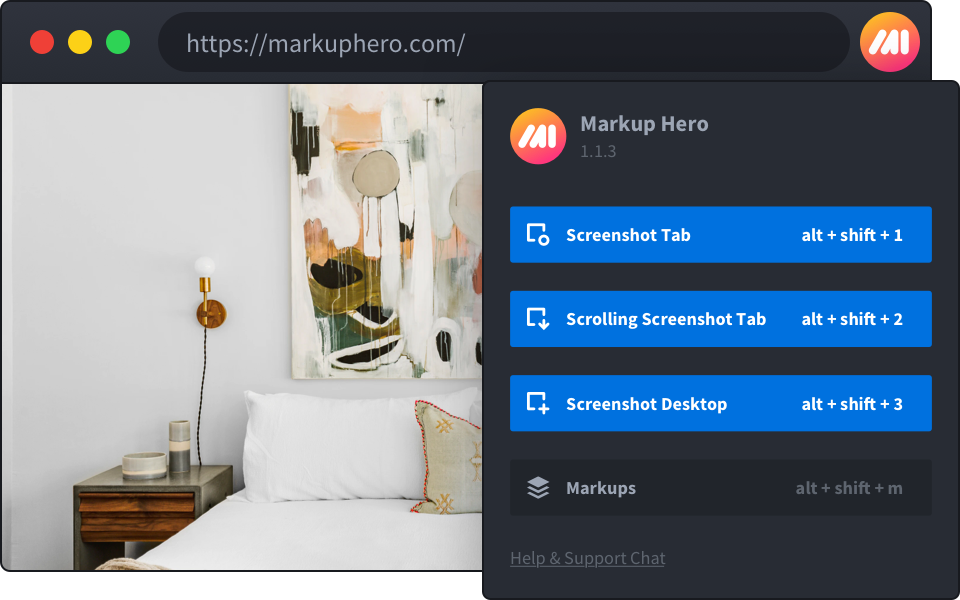 https://markuphero.com/
Markup Hero
1.1.3
Screenshot Tab alt + shift + 1
Scrolling Screenshot Tab alt + shift + 2
Screenshot Desktop alt + shift + 3
Markups alt + shift + m
Help & Support Chat